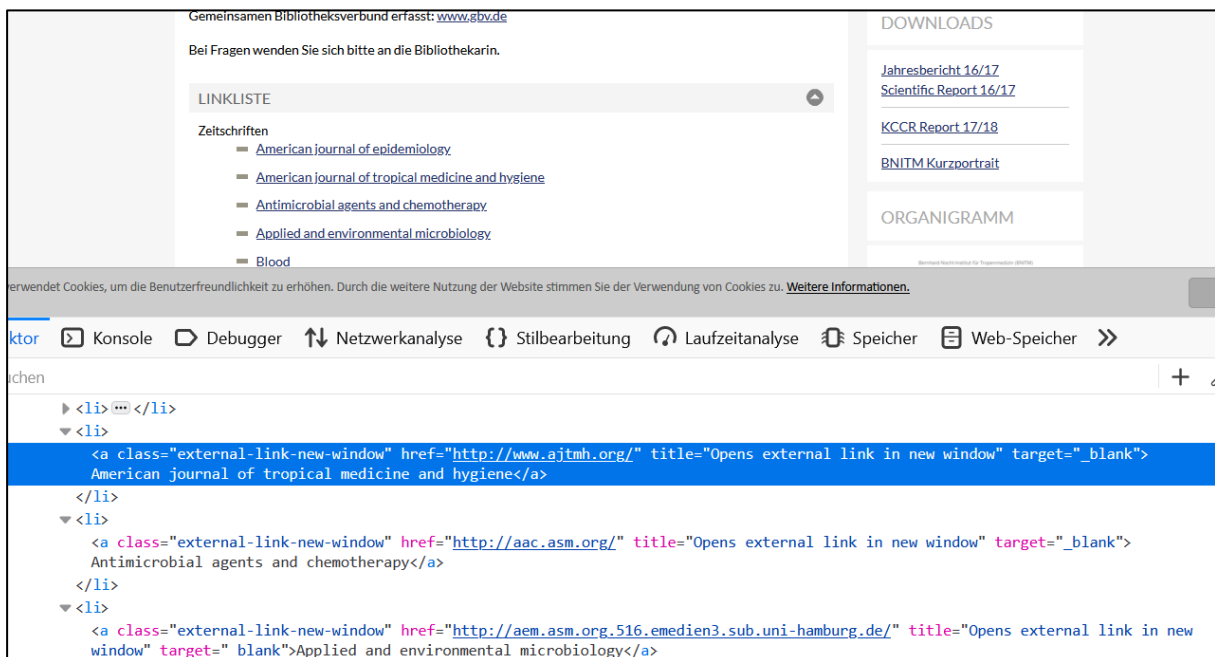 Gemeinsamen Bibliotheksverbund erfasst: www.gbv.de
Bei Fragen wenden Sie sich bitte an die Bibliothekarin.
LINKLISTE
Zeitschriften
American journal of epidemiology
American journal of tropical medicine and hygiene
Antimicrobial agents and chemotherapy
Applied and environmental microbiology
Blood
DOWNLOADS
Jahresbericht 16/17
Scientific Report 16/17
KCCR Report 17/18
BNITM Kurzportrait
ORGANIGRAMM
Bernhard-Nocht-Institut für Tropenmedizin (BNITM)
verwendet Cookies, um die Benutzerfreundlichkeit zu erhöhen. Durch die weitere Nutzung der Website stimmen Sie der Verwendung von Cookies zu. Weitere Informationen.
ktor Konsole Debugger Netzwerkanalyse {} Stilbearbeitung Laufzeitanalyse Speicher Web-Speicher
uchen +
<li> ... </li>
<li>
<a class="external-link-new-window" href="http://www.ajtmh.org/" title="Opens external link in new window" target="_blank">
American journal of tropical medicine and hygiene</a>
</li>
<li>
<a class="external-link-new-window" href="http://aac.asm.org/" title="Opens external link in new window" target="_blank">
Antimicrobial agents and chemotherapy</a>
</li>
<li>
<a class="external-link-new-window" href="http://aem.asm.org.516.emedien3.sub.uni-hamburg.de/" title="Opens external link in new
window" target="_blank">Applied and environmental microbiology</a>